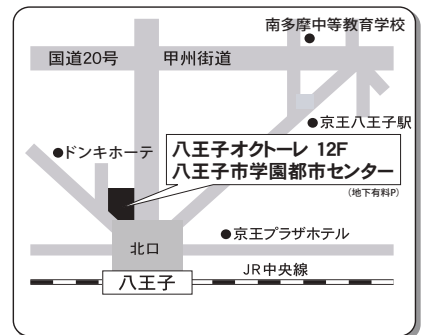 南多摩中等教育学校
国道20号 甲州街道
京王八王子駅
ドンキホーテ
八王子オクトーレ 12F
八王子市学園都市センター
(地下有料P)
京王プラザホテル
北口
JR中央線
八王子